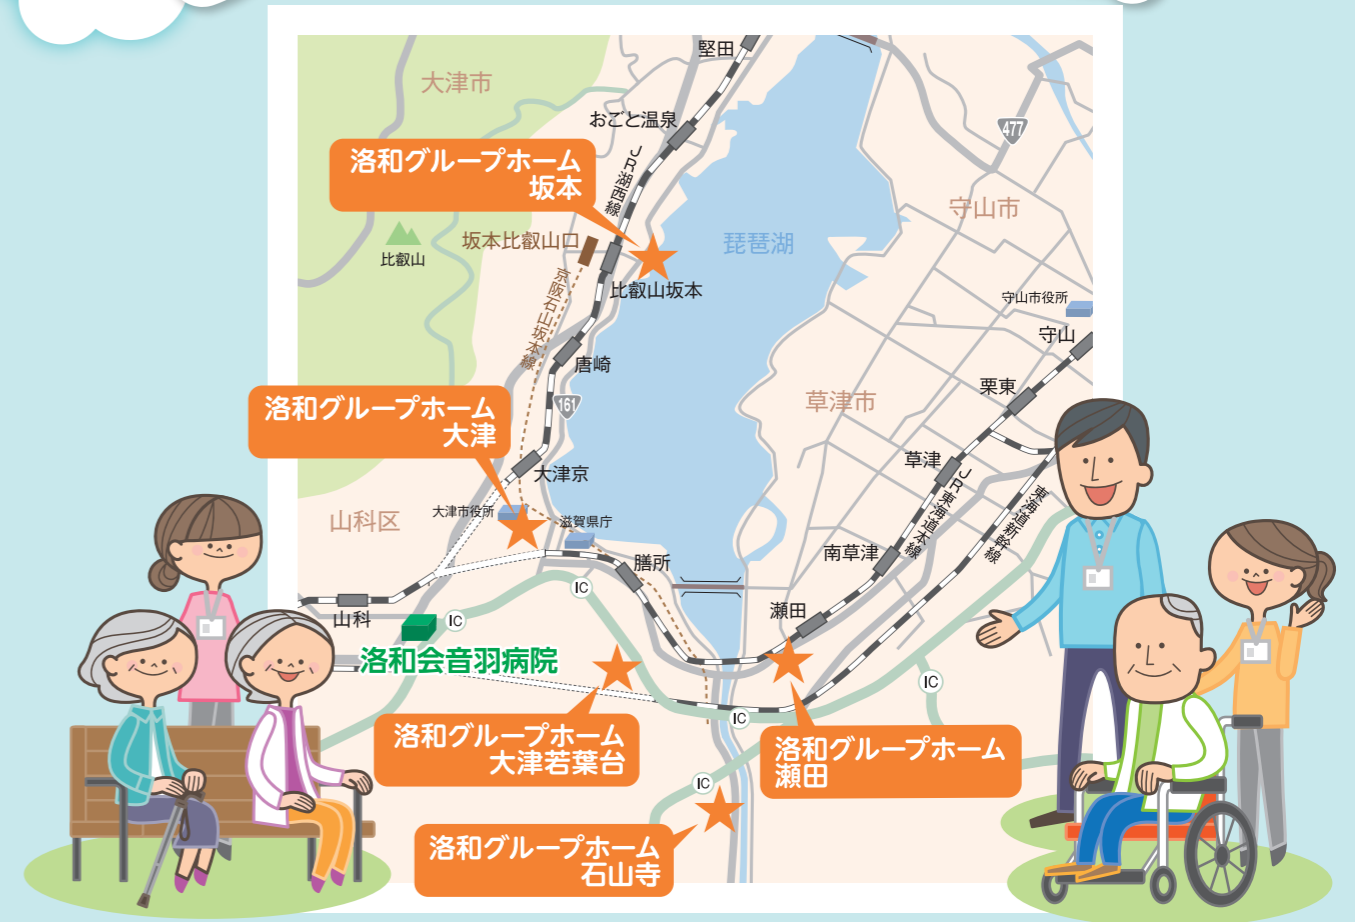 堅田
大津市
おごと温泉
477
洛和グループホーム
坂本
JR湖西線
守山市
坂本比叡山口
琵琶湖
比叡山
京阪石山坂本線
比叡山坂本
守山市役所
守山
唐崎
栗東
洛和グループホーム
大津
161
草津市
大津京
草津
JR東海道本線
東海道新幹線
山科区
大津市役所
滋賀県庁
南草津
膳所
IC
瀬田
山科
IC
洛和会音羽病院
IC
IC
洛和グループホーム
大津若葉台
洛和グループホーム
瀬田
IC
洛和グループホーム
石山寺